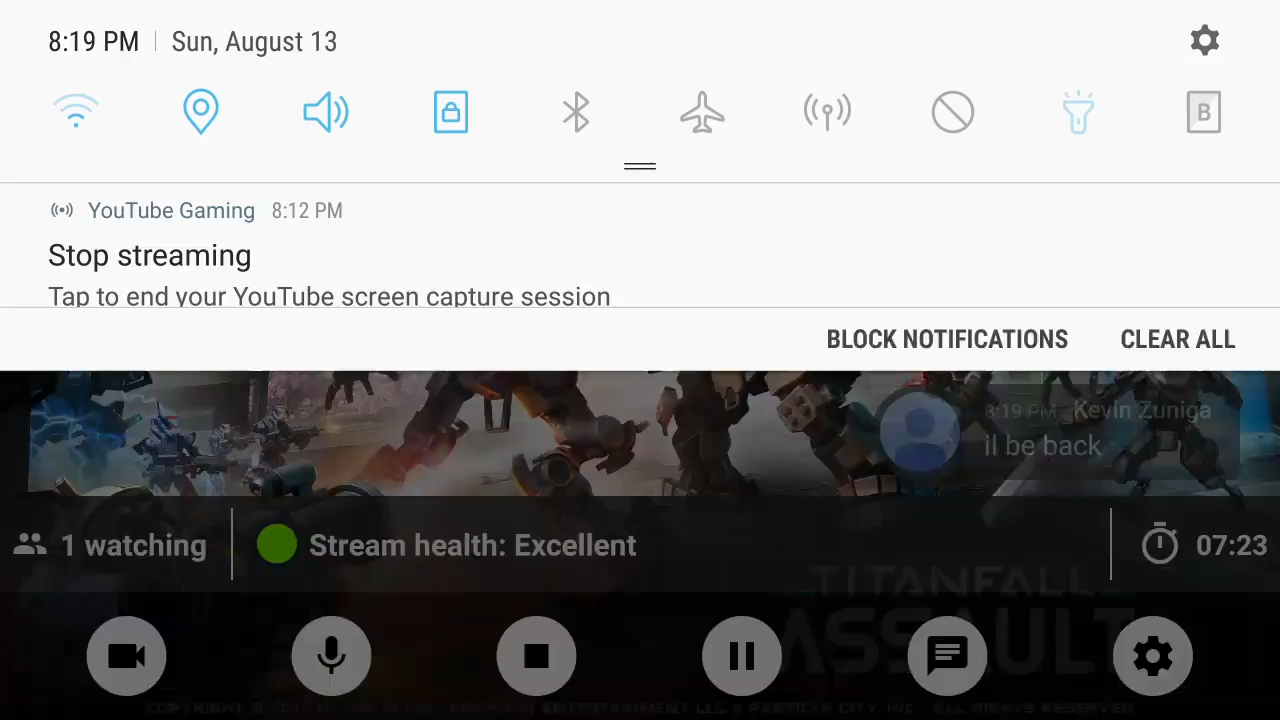 8:19 PM Sun, August 13
B
YouTube Gaming 8:12 PM
Stop streaming
Tap to end your YouTube screen capture session
BLOCK NOTIFICATIONS CLEAR ALL
8:19 PM Kevin Zuniga
il be back
1 watching Stream health: Excellent 07:23
TITANFALL
ASSAULT